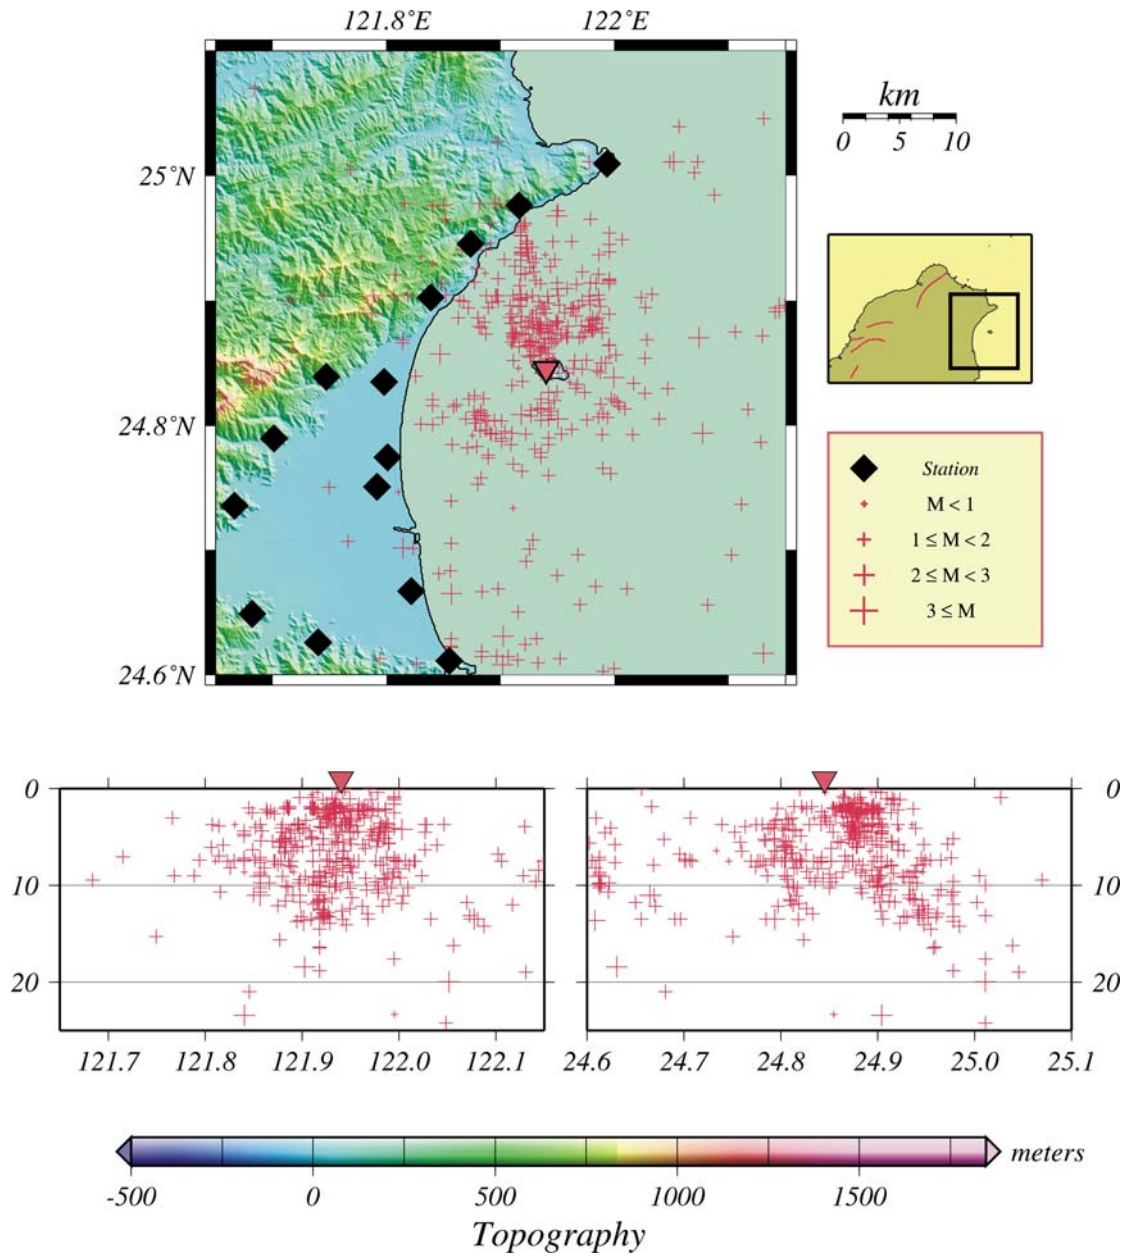 121.8°E 122°E
km
0 5 10
25°N
24.8°N
24.6°N
Station
M < 1
1 ≤ M < 2
2 ≤ M < 3
3 ≤ M
0 0
10 10
20 20
121.7 121.8 121.9 122.0 122.1 24.6 24.7 24.8 24.9 25.0 25.1
meters
-500 0 500 1000 1500
Topography